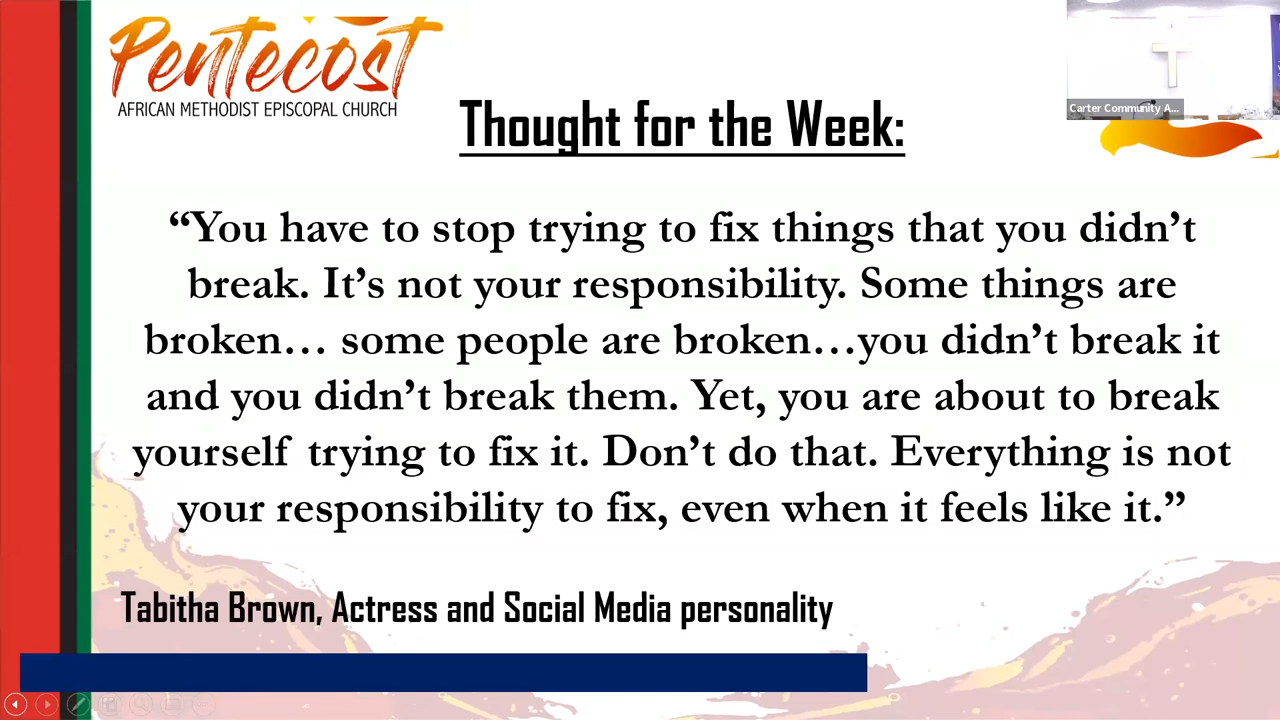 Pentecost
AFRICAN METHODIST EPISCOPAL CHURCH
Carter Community A...
Thought for the Week:
“You have to stop trying to fix things that you didn’t
break. It’s not your responsibility. Some things are
broken… some people are broken…you didn’t break it
and you didn’t break them. Yet, you are about to break
yourself trying to fix it. Don’t do that. Everything is not
your responsibility to fix, even when it feels like it.”
Tabitha Brown, Actress and Social Media personality